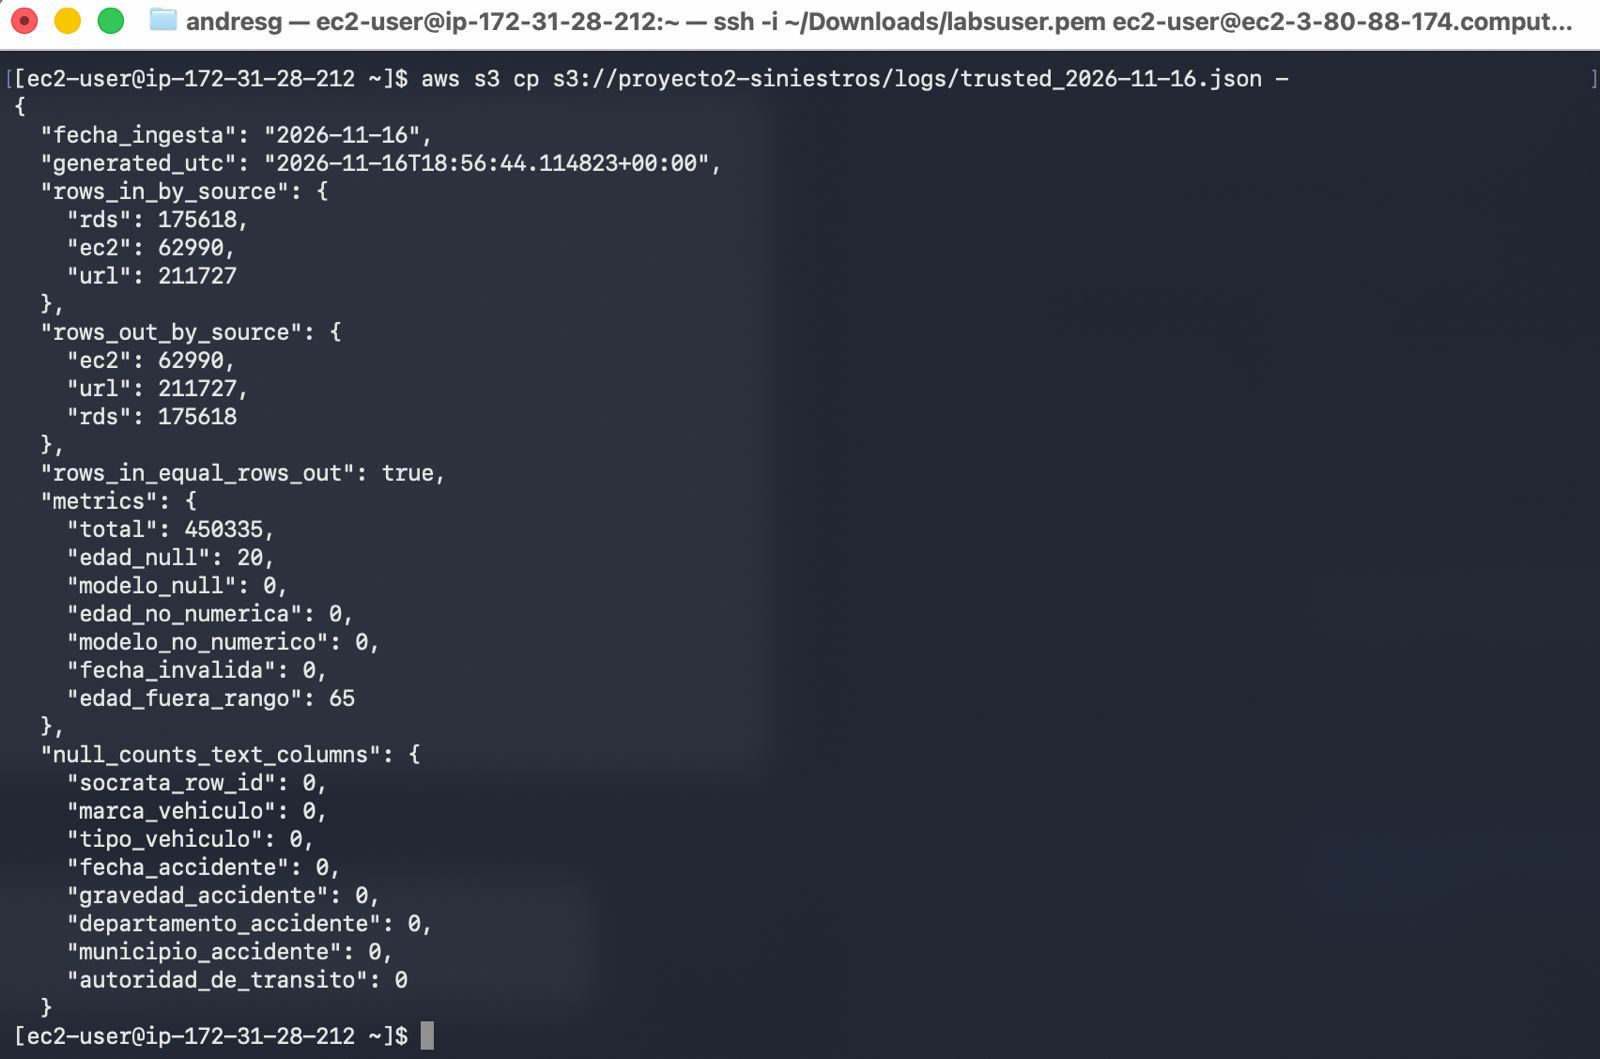 andresg — ec2-user@ip-172-31-28-212:~ — ssh -i ~/Downloads/labsuser.pem ec2-user@ec2-3-80-88-174.comput...
[[ec2-user@ip-172-31-28-212 ~]$ aws s3 cp s3://proyecto2-siniestros/logs/trusted_2026-11-16.json - ]
{
  "fecha_ingesta": "2026-11-16",
  "generated_utc": "2026-11-16T18:56:44.114823+00:00",
  "rows_in_by_source": {
    "rds": 175618,
    "ec2": 62990,
    "url": 211727
  },
  "rows_out_by_source": {
    "ec2": 62990,
    "url": 211727,
    "rds": 175618
  },
  "rows_in_equal_rows_out": true,
  "metrics": {
    "total": 450335,
    "edad_null": 20,
    "modelo_null": 0,
    "edad_no_numerica": 0,
    "modelo_no_numerico": 0,
    "fecha_invalida": 0,
    "edad_fuera_rango": 65
  },
  "null_counts_text_columns": {
    "socrata_row_id": 0,
    "marca_vehiculo": 0,
    "tipo_vehiculo": 0,
    "fecha_accidente": 0,
    "gravedad_accidente": 0,
    "departamento_accidente": 0,
    "municipio_accidente": 0,
    "autoridad_de_transito": 0
  }
[ec2-user@ip-172-31-28-212 ~]$